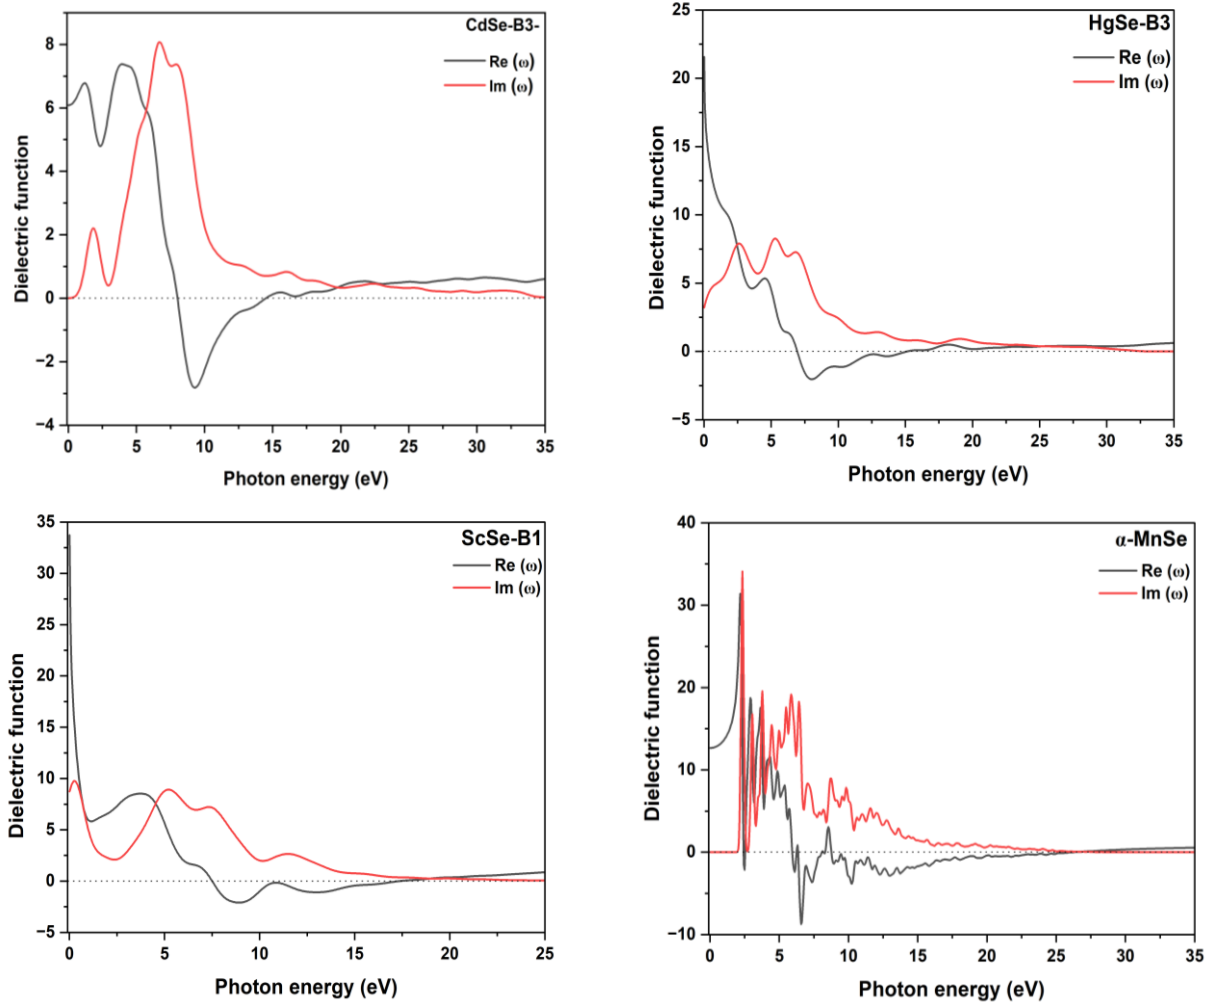 CdSe-B3-
Re (ω)
Im (ω)
Dielectric function
8
6
4
2
0
−2
−4
0 5 10 15 20 25 30 35
Photon energy (eV)
HgSe-B3
Re (ω)
Im (ω)
Dielectric function
25
20
15
10
5
0
−5
0 5 10 15 20 25 30 35
Photon energy (eV)
ScSe-B1
Re (ω)
Im (ω)
Dielectric function
35
30
25
20
15
10
5
0
−5
0 5 10 15 20 25
Photon energy (eV)
α-MnSe
Re (ω)
Im (ω)
Dielectric function
40
30
20
10
0
−10
0 5 10 15 20 25 30 35
Photon energy (eV)